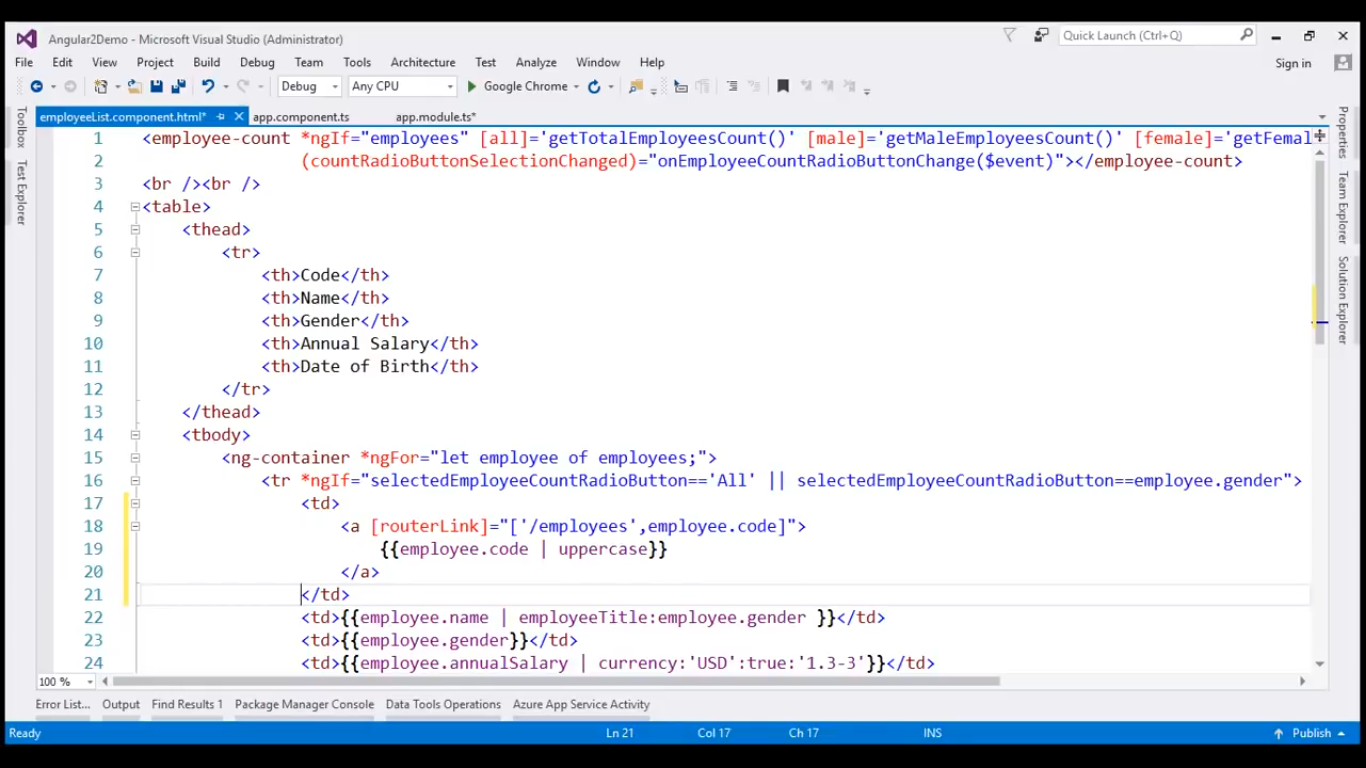 Angular2Demo - Microsoft Visual Studio (Administrator)
Quick Launch (Ctrl+Q)
File Edit View Project Build Debug Team Tools Architecture Test Analyze Window Help
Sign in
Debug Any CPU Google Chrome
employeeList.component.html* app.component.ts app.module.ts*
Toolbox
Test Explorer
Properties
Team Explorer
Solution Explorer
1 <employee-count *ngIf="employees" [all]='getTotalEmployeesCount()' [male]='getMaleEmployeesCount()' [female]='getFemal
2 (countRadioButtonSelectionChanged)="onEmployeeCountRadioButtonChange($event)"></employee-count>
3 <br /><br />
4 <table>
5 <thead>
6 <tr>
7 <th>Code</th>
8 <th>Name</th>
9 <th>Gender</th>
10 <th>Annual Salary</th>
11 <th>Date of Birth</th>
12 </tr>
13 </thead>
14 <tbody>
15 <ng-container *ngFor="let employee of employees;">
16 <tr *ngIf="selectedEmployeeCountRadioButton=='All' || selectedEmployeeCountRadioButton==employee.gender">
17 <td>
18 <a [routerLink]="['/employees',employee.code]">
19 {{employee.code | uppercase}}
20 </a>
21 </td>
22 <td>{{employee.name | employeeTitle:employee.gender }}</td>
23 <td>{{employee.gender}}</td>
24 <td>{{employee.annualSalary | currency:'USD':true:'1.3-3'}}</td>
100 %
Error List... Output Find Results 1 Package Manager Console Data Tools Operations Azure App Service Activity
Ready Ln 21 Col 17 Ch 17 INS Publish